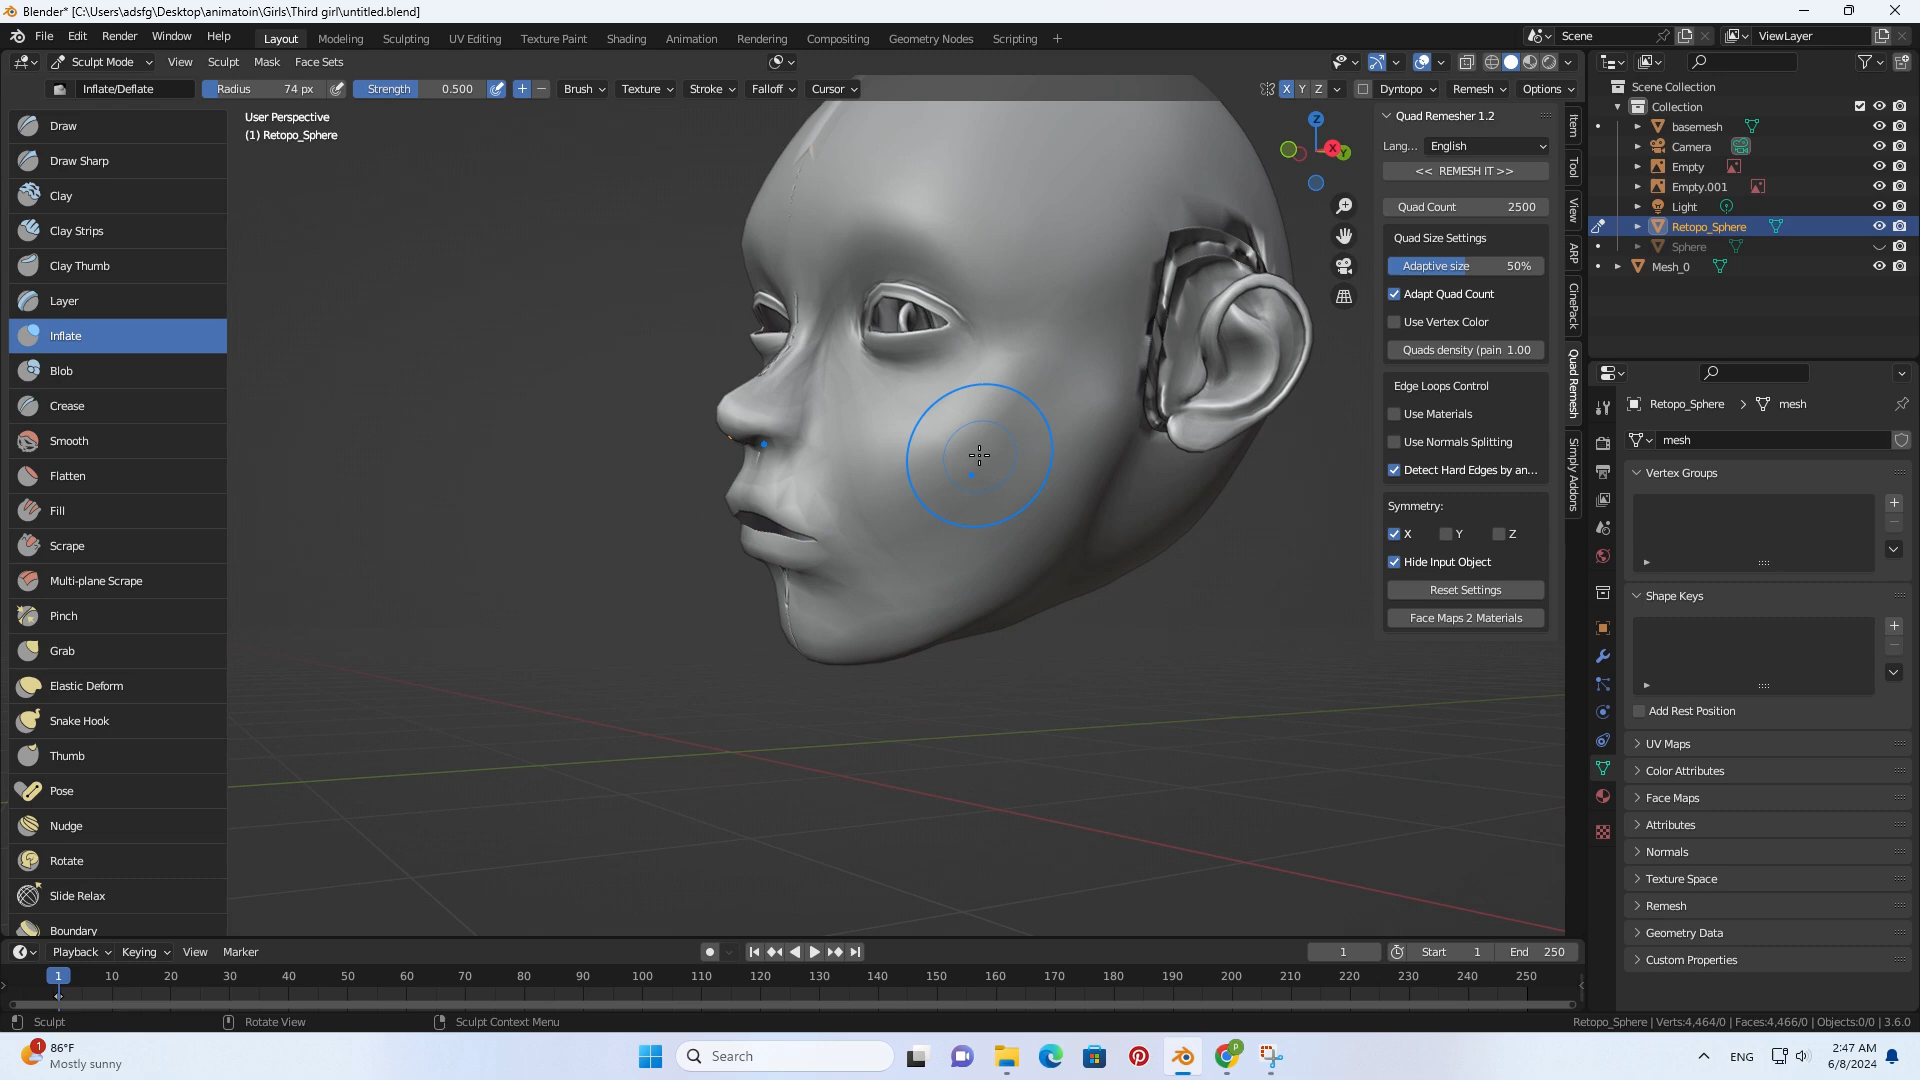 Blender* [C:\Users\adsfg\Desktop\animatoin\Girls\Third girl\untitled.blend]
File Edit Render Window Help Layout Modeling Sculpting UV Editing Texture Paint Shading Animation Rendering Compositing Geometry Nodes Scripting + Scene ViewLayer
Sculpt Mode View Sculpt Mask Face Sets
Inflate/Deflate Radius 74 px Strength 0.500 Brush Texture Stroke Falloff Cursor X Y Z Dyntopo Remesh Options
User Perspective
(1) Retopo_Sphere
Draw
Draw Sharp
Clay
Clay Strips
Clay Thumb
Layer
Inflate
Blob
Crease
Smooth
Flatten
Fill
Scrape
Multi-plane Scrape
Pinch
Grab
Elastic Deform
Snake Hook
Thumb
Pose
Nudge
Rotate
Slide Relax
Boundary
Z
X
Y
Quad Remesher 1.2
Lang... English
<< REMESH IT >>
Quad Count 2500
Quad Size Settings
Adaptive size 50%
Adapt Quad Count
Use Vertex Color
Quads density (pain 1.00
Edge Loops Control
Use Materials
Use Normals Splitting
Detect Hard Edges by an...
Symmetry:
X Y Z
Hide Input Object
Reset Settings
Face Maps 2 Materials
Item
Tool
View
ARP
CinePack
Quad Remesh
Simply Addons
Scene Collection
Collection
basemesh
Camera
Empty
Empty.001
Light
Retopo_Sphere
Sphere
Mesh_0
Retopo_Sphere > mesh
mesh
Vertex Groups
Shape Keys
Add Rest Position
UV Maps
Color Attributes
Face Maps
Attributes
Normals
Texture Space
Remesh
Geometry Data
Custom Properties
Playback Keying View Marker 1 Start 1 End 250
1 10 20 30 40 50 60 70 80 90 100 110 120 130 140 150 160 170 180 190 200 210 220 230 240 250
Sculpt Rotate View Sculpt Context Menu Retopo_Sphere | Verts:4,464/0 | Faces:4,466/0 | Objects:0/0 | 3.6.0
1
86°F
Mostly sunny
Search
P
ENG
2:47 AM
6/8/2024